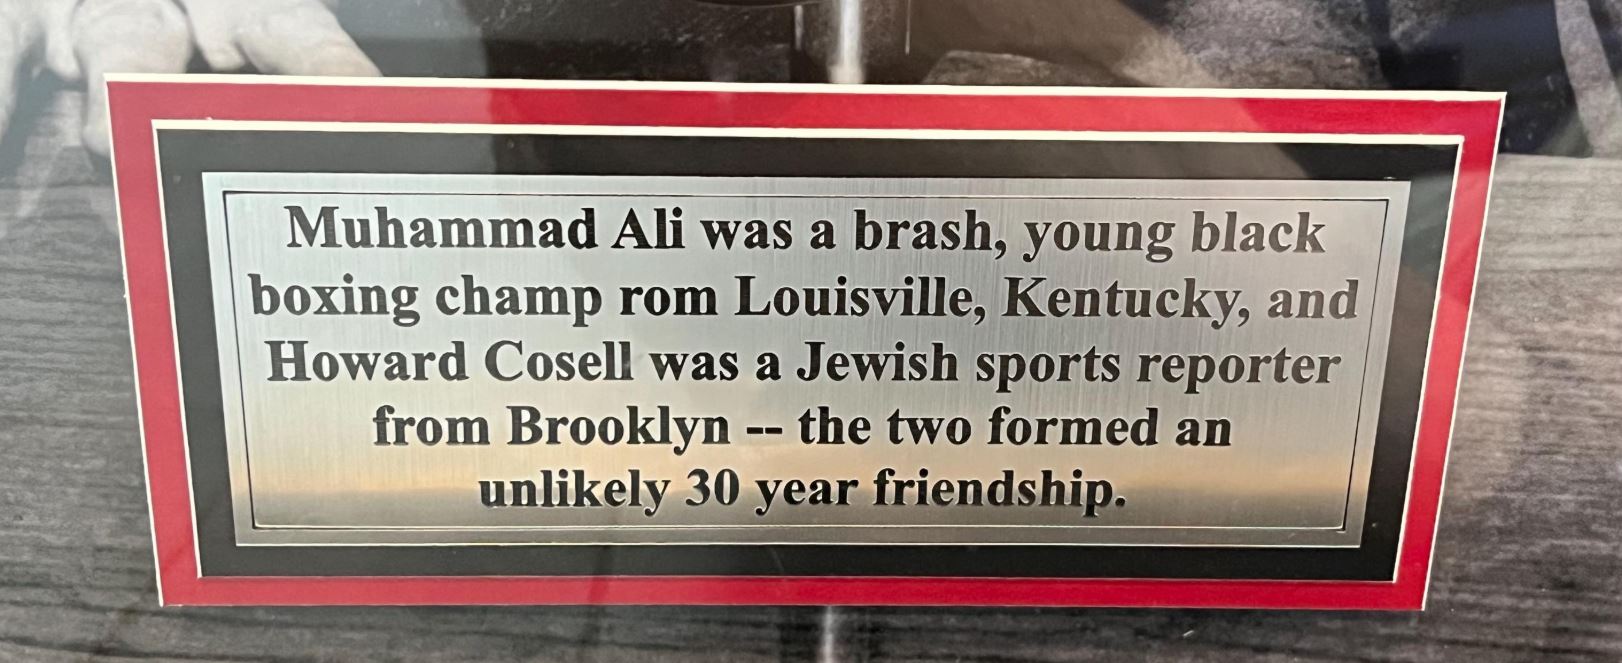 Muhammad Ali was a brash, young black
boxing champ rom Louisville, Kentucky, and
Howard Cosell was a Jewish sports reporter
from Brooklyn -- the two formed an
unlikely 30 year friendship.